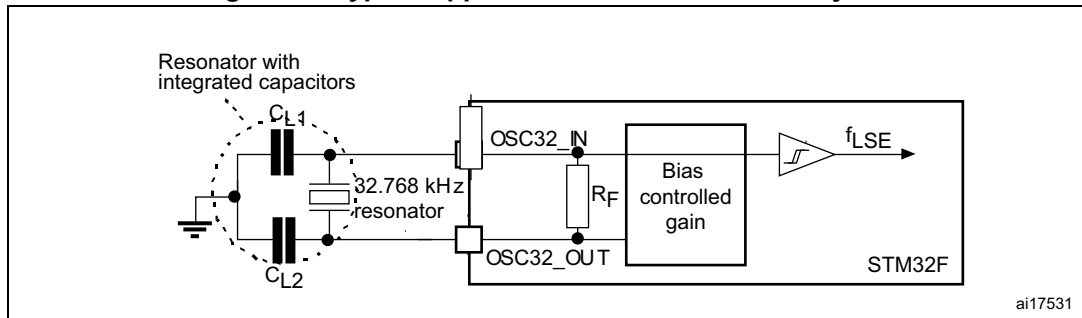 Resonator with
integrated capacitors
CL1
OSC32_IN
fLSE
32.768 kHz
resonator
RF
Bias
controlled
gain
OSC32_OUT
STM32F
CL2
ai17531